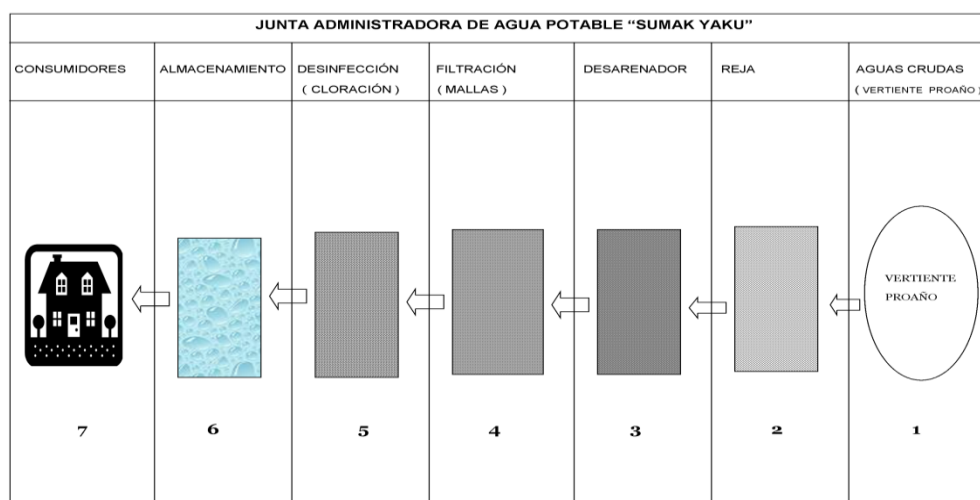 JUNTA ADMINISTRADORA DE AGUA POTABLE “SUMAK YAKU”
CONSUMIDORES
ALMACENAMIENTO
DESINFECCIÓN
( CLORACIÓN )
FILTRACIÓN
( MALLAS )
DESARENADOR
REJA
AGUAS CRUDAS
( VERTIENTE PROAÑO )
VERTIENTE
PROAÑO
7
6
5
4
3
2
1